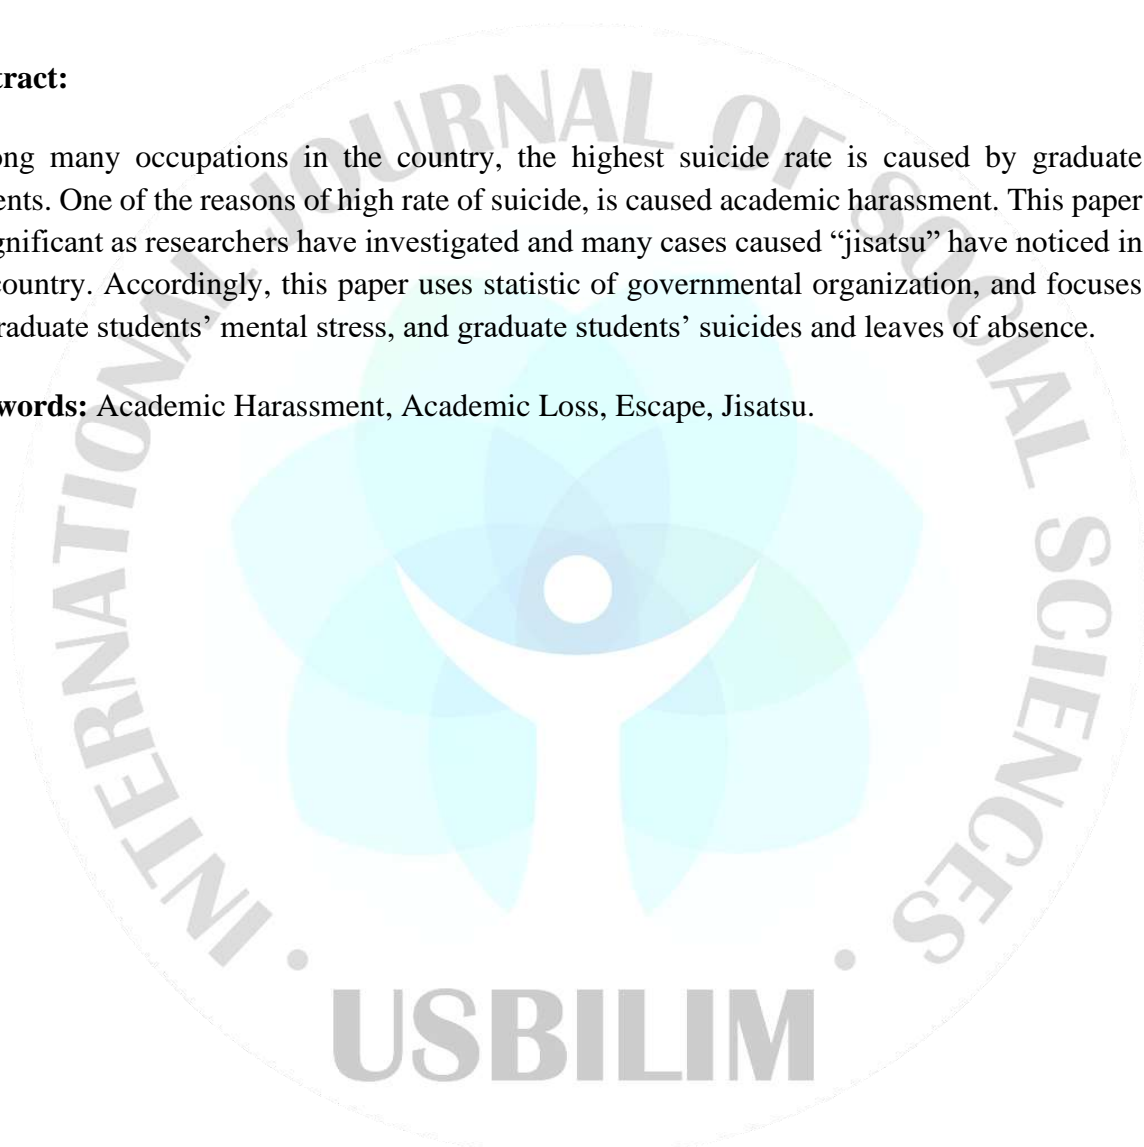 tract:
ong many occupations in the country, the highest suicide rate is caused by graduate
ents. One of the reasons of high rate of suicide, is caused academic harassment. This paper
gnificant as researchers have investigated and many cases caused “jisatsu” have noticed in
country. Accordingly, this paper uses statistic of governmental organization, and focuses
raduate students’ mental stress, and graduate students’ suicides and leaves of absence.
words: Academic Harassment, Academic Loss, Escape, Jisatsu.
INTERNATIONAL JOURNAL OF SOCIAL SCIENCES
USBILIM